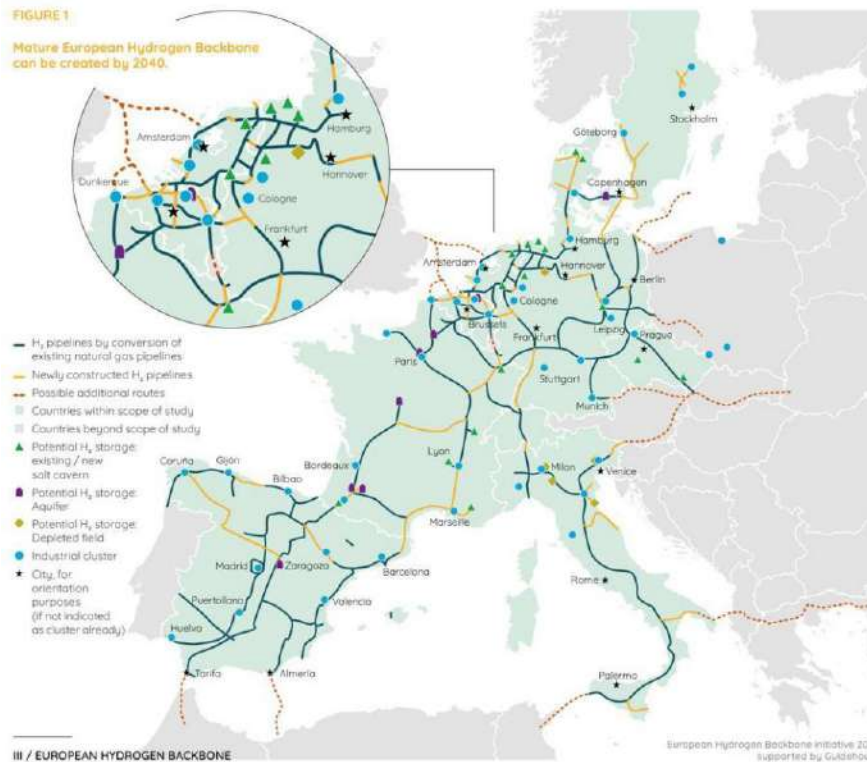 FIGURE 1
Mature European Hydrogen Backbone
can be created by 2040.
Amsterdam
Hamburg
Hannover
Dunkerque
Cologne
Frankfurt
Stockholm
Göteborg
Copenhagen
Hamburg
Amsterdam
Hannover
Berlin
Cologne
Brussels
Leipzig
Frankfurt
Prague
Paris
Stuttgart
Munich
H₂ pipelines by conversion of
existing natural gas pipelines
Newly constructed H₂ pipelines
Possible additional routes
Countries within scope of study
Countries beyond scope of study
Potential H₂ storage:
existing / new
salt cavern
Potential H₂ storage:
Aquifer
Potential H₂ storage:
Depleted field
Industrial cluster
City, for
orientation
purposes
(if not indicated
as cluster already)
Lyon
Milan
Venice
Bordeaux
Coruña
Gijón
Bilbao
Marseille
Madrid
Zaragoza
Barcelona
Rome
Puertollano
Valencia
Huelva
Palermo
Tarifa
Almería
III / EUROPEAN HYDROGEN BACKBONE
European Hydrogen Backbone initiative 20
supported by Guideho